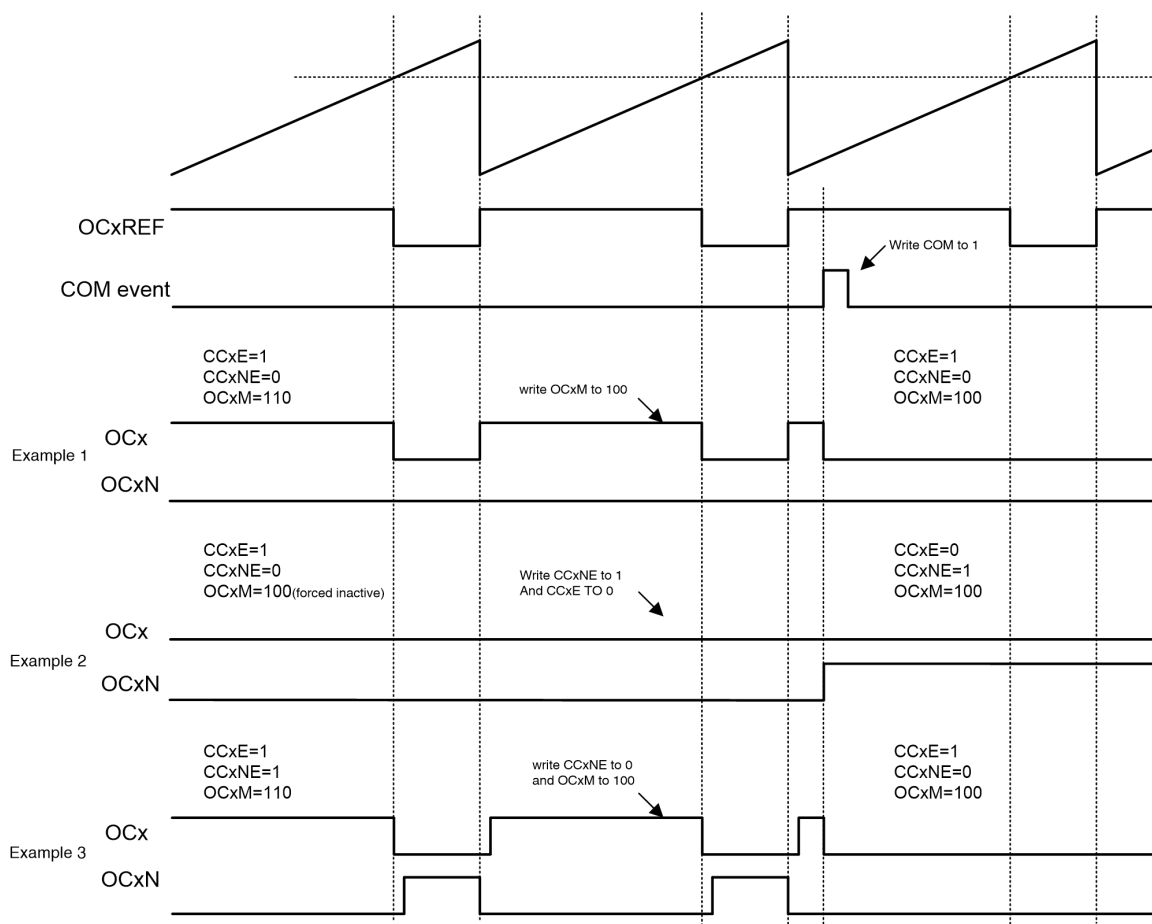 OCxREF
Write COM to 1
COM event
CCxE=1
CCxNE=0
OCxM=110
write OCxM to 100
CCxE=1
CCxNE=0
OCxM=100
OCx
Example 1
OCxN
CCxE=1
CCxNE=0
OCxM=100(forced inactive)
Write CCxNE to 1
And CCxE TO 0
CCxE=0
CCxNE=1
OCxM=100
OCx
Example 2
OCxN
CCxE=1
CCxNE=1
OCxM=110
write CCxNE to 0
and OCxM to 100
CCxE=1
CCxNE=0
OCxM=100
OCx
Example 3
OCxN